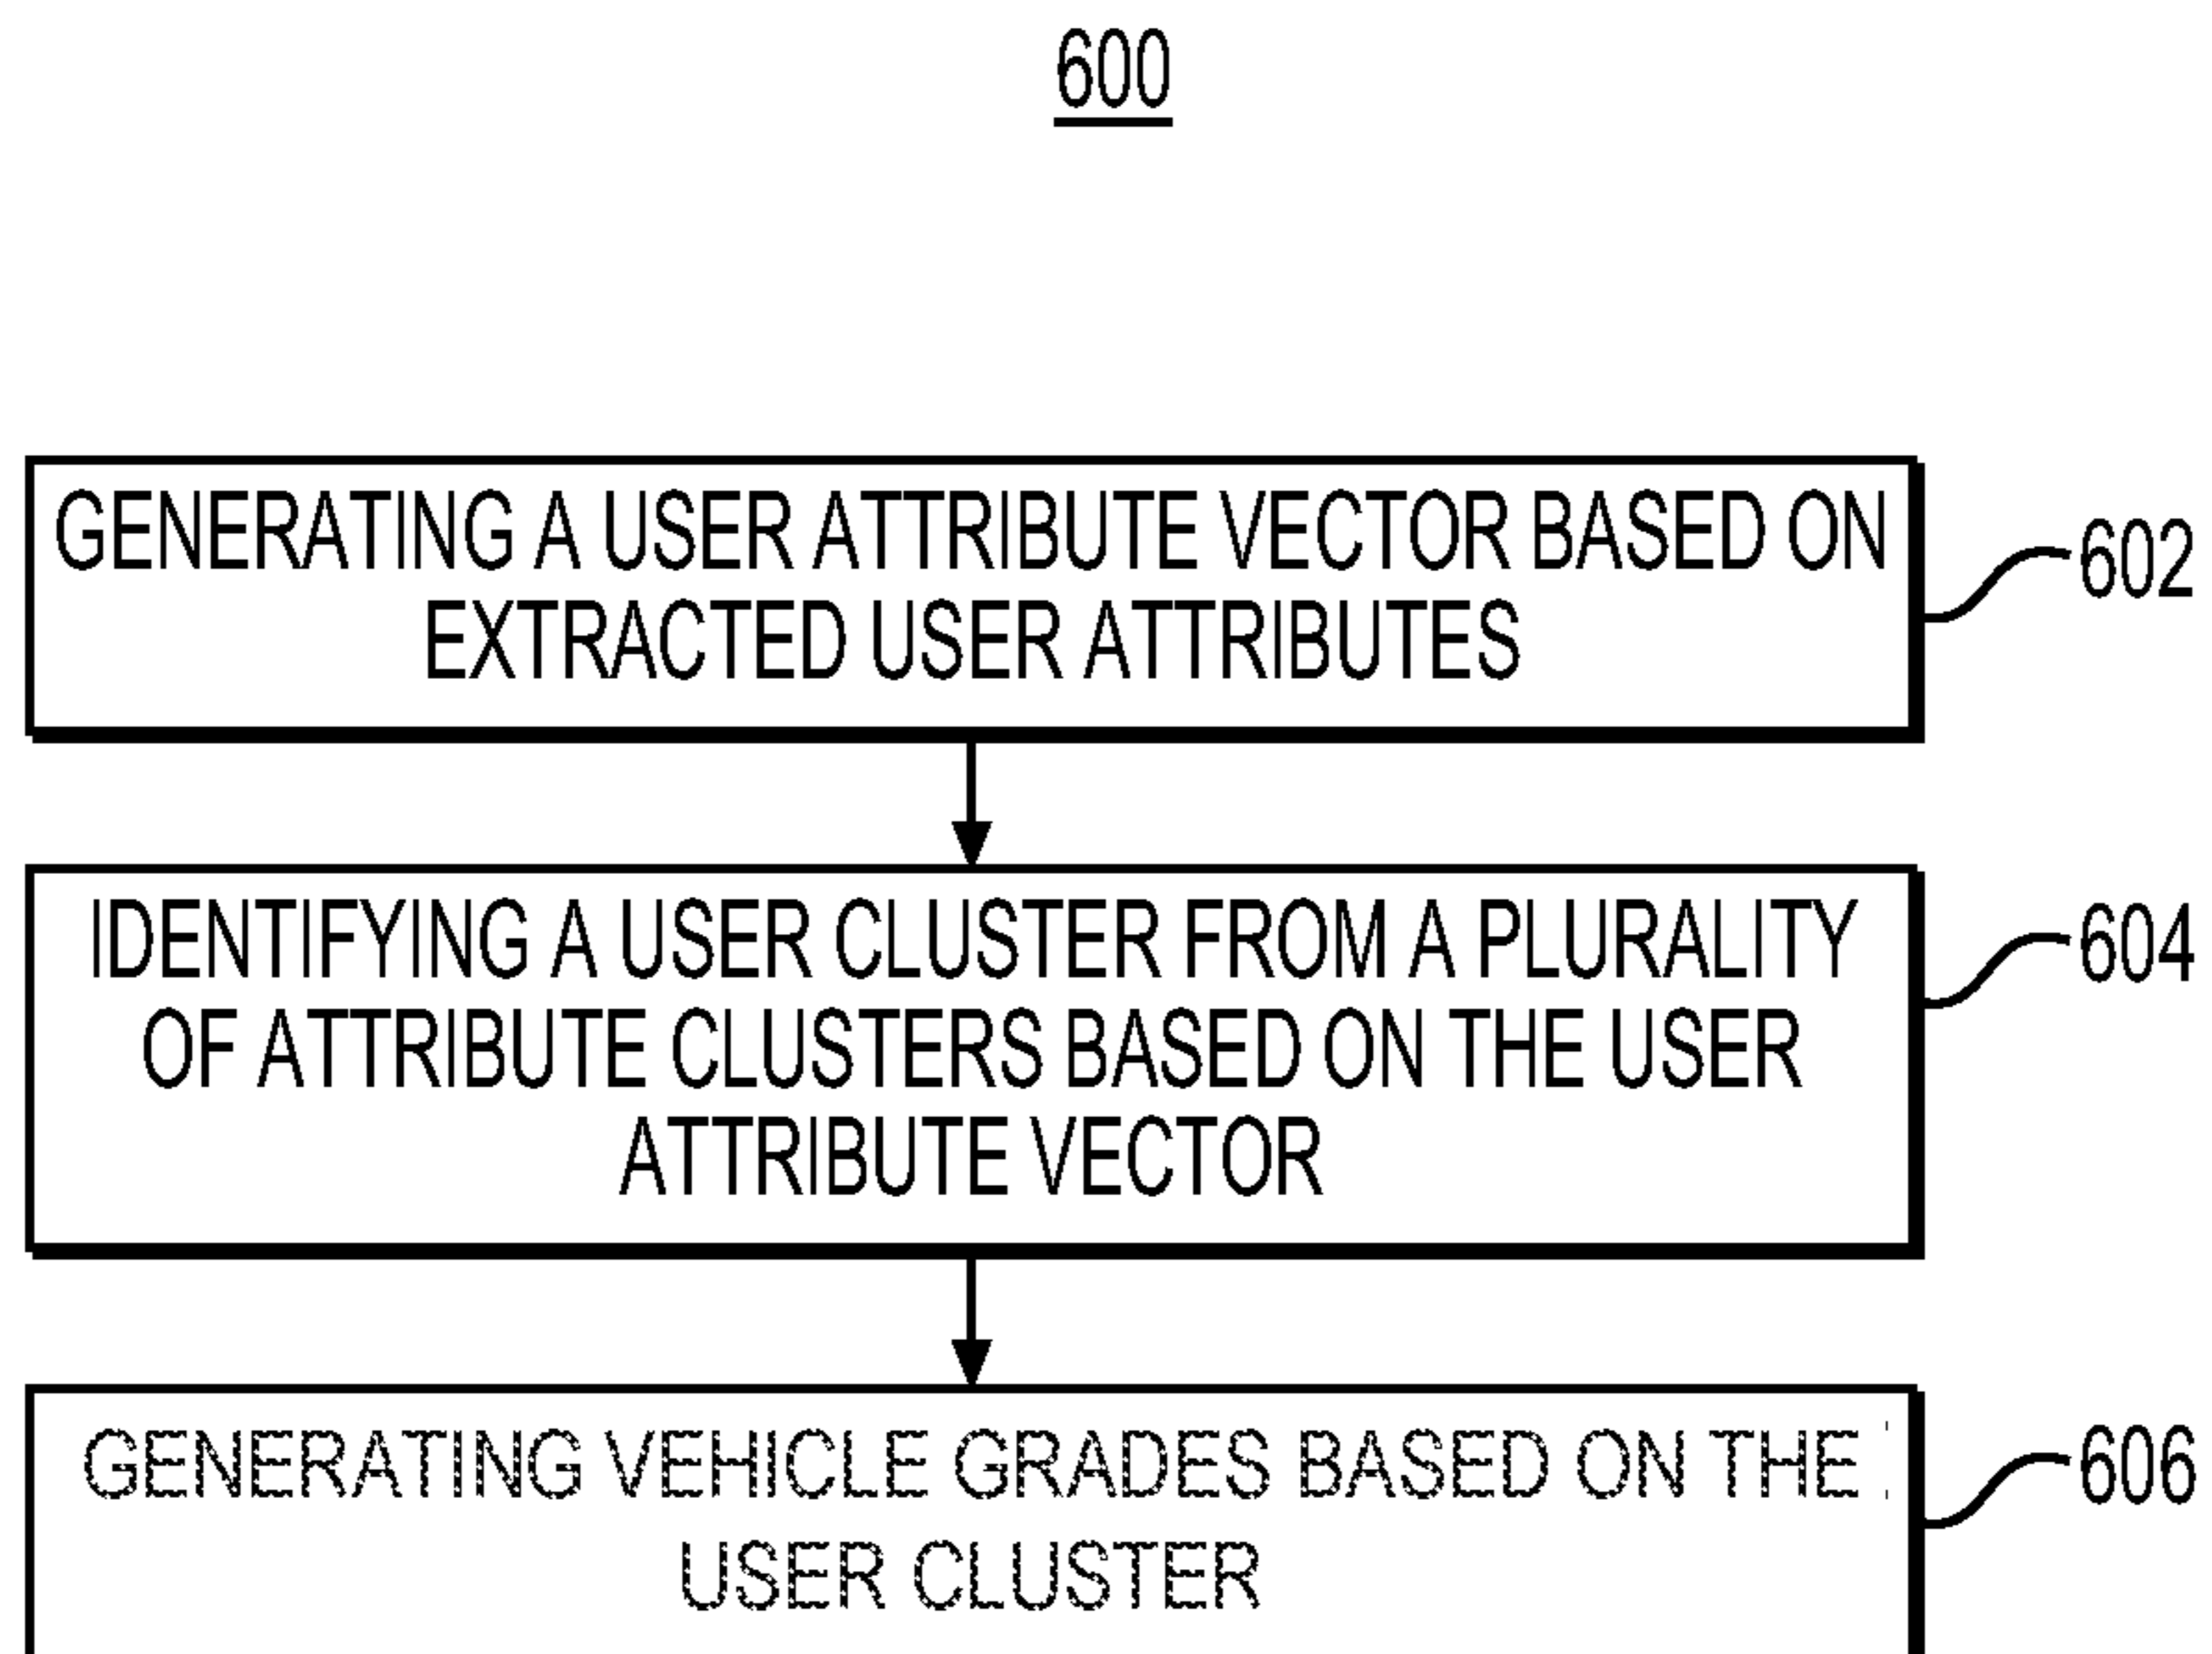 600
GENERATING A USER ATTRIBUTE VECTOR BASED ON
EXTRACTED USER ATTRIBUTES
602
IDENTIFYING A USER CLUSTER FROM A PLURALITY
OF ATTRIBUTE CLUSTERS BASED ON THE USER
ATTRIBUTE VECTOR
604
GENERATING VEHICLE GRADES BASED ON THE
USER CLUSTER
606